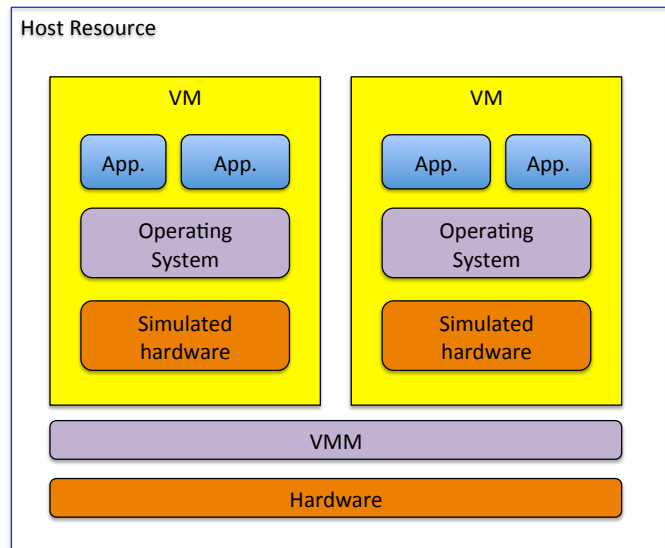 Host Resource
VM
VM
App.
App.
App.
App.
Operating
System
Operating
System
Simulated
hardware
Simulated
hardware
VMM
Hardware